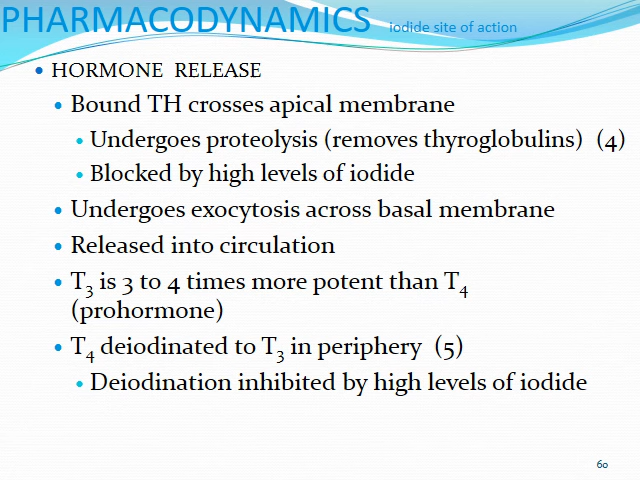 PHARMACODYNAMICS iodide site of action
• HORMONE RELEASE
• Bound TH crosses apical membrane
• Undergoes proteolysis (removes thyroglobulins) (4)
• Blocked by high levels of iodide
• Undergoes exocytosis across basal membrane
• Released into circulation
• T3 is 3 to 4 times more potent than T4
(prohormone)
• T4 deiodinated to T3 in periphery (5)
• Deiodination inhibited by high levels of iodide
60